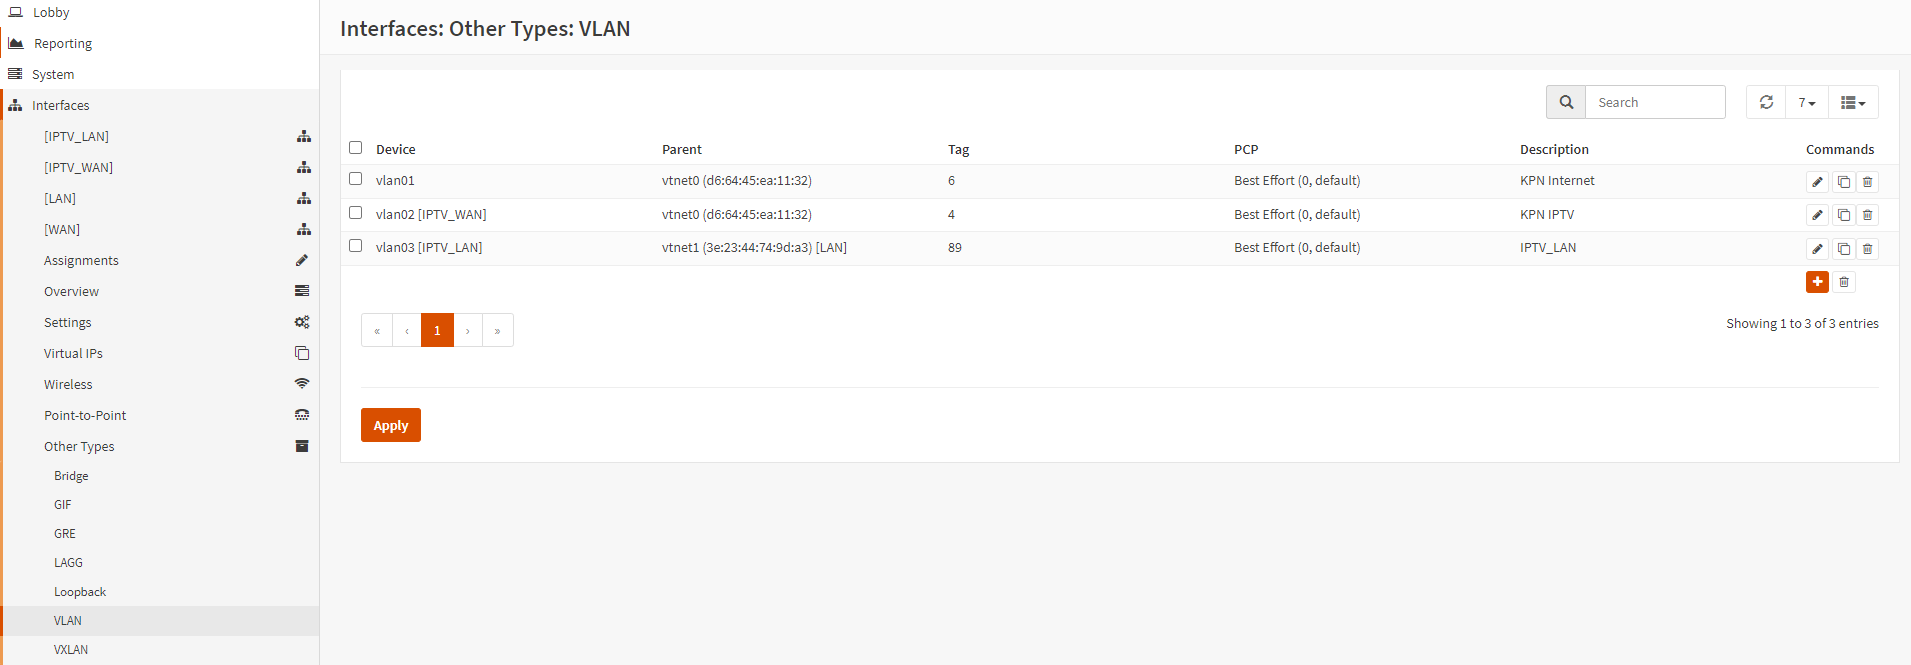 Lobby
Reporting
System
Interfaces
[IPTV_LAN]
[IPTV_WAN]
[LAN]
[WAN]
Assignments
Overview
Settings
Virtual IPs
Wireless
Point-to-Point
Other Types
Bridge
GIF
GRE
LAGG
Loopback
VLAN
VXLAN
Interfaces: Other Types: VLAN
Search 7
Device Parent Tag PCP Description Commands
vlan01 vtnet0 (d6:64:45:ea:11:32) 6 Best Effort (0, default) KPN Internet
vlan02 [IPTV_WAN] vtnet0 (d6:64:45:ea:11:32) 4 Best Effort (0, default) KPN IPTV
vlan03 [IPTV_LAN] vtnet1 (3e:23:44:74:9d:a3) [LAN] 89 Best Effort (0, default) IPTV_LAN
« ‹ 1 › »
Showing 1 to 3 of 3 entries
Apply